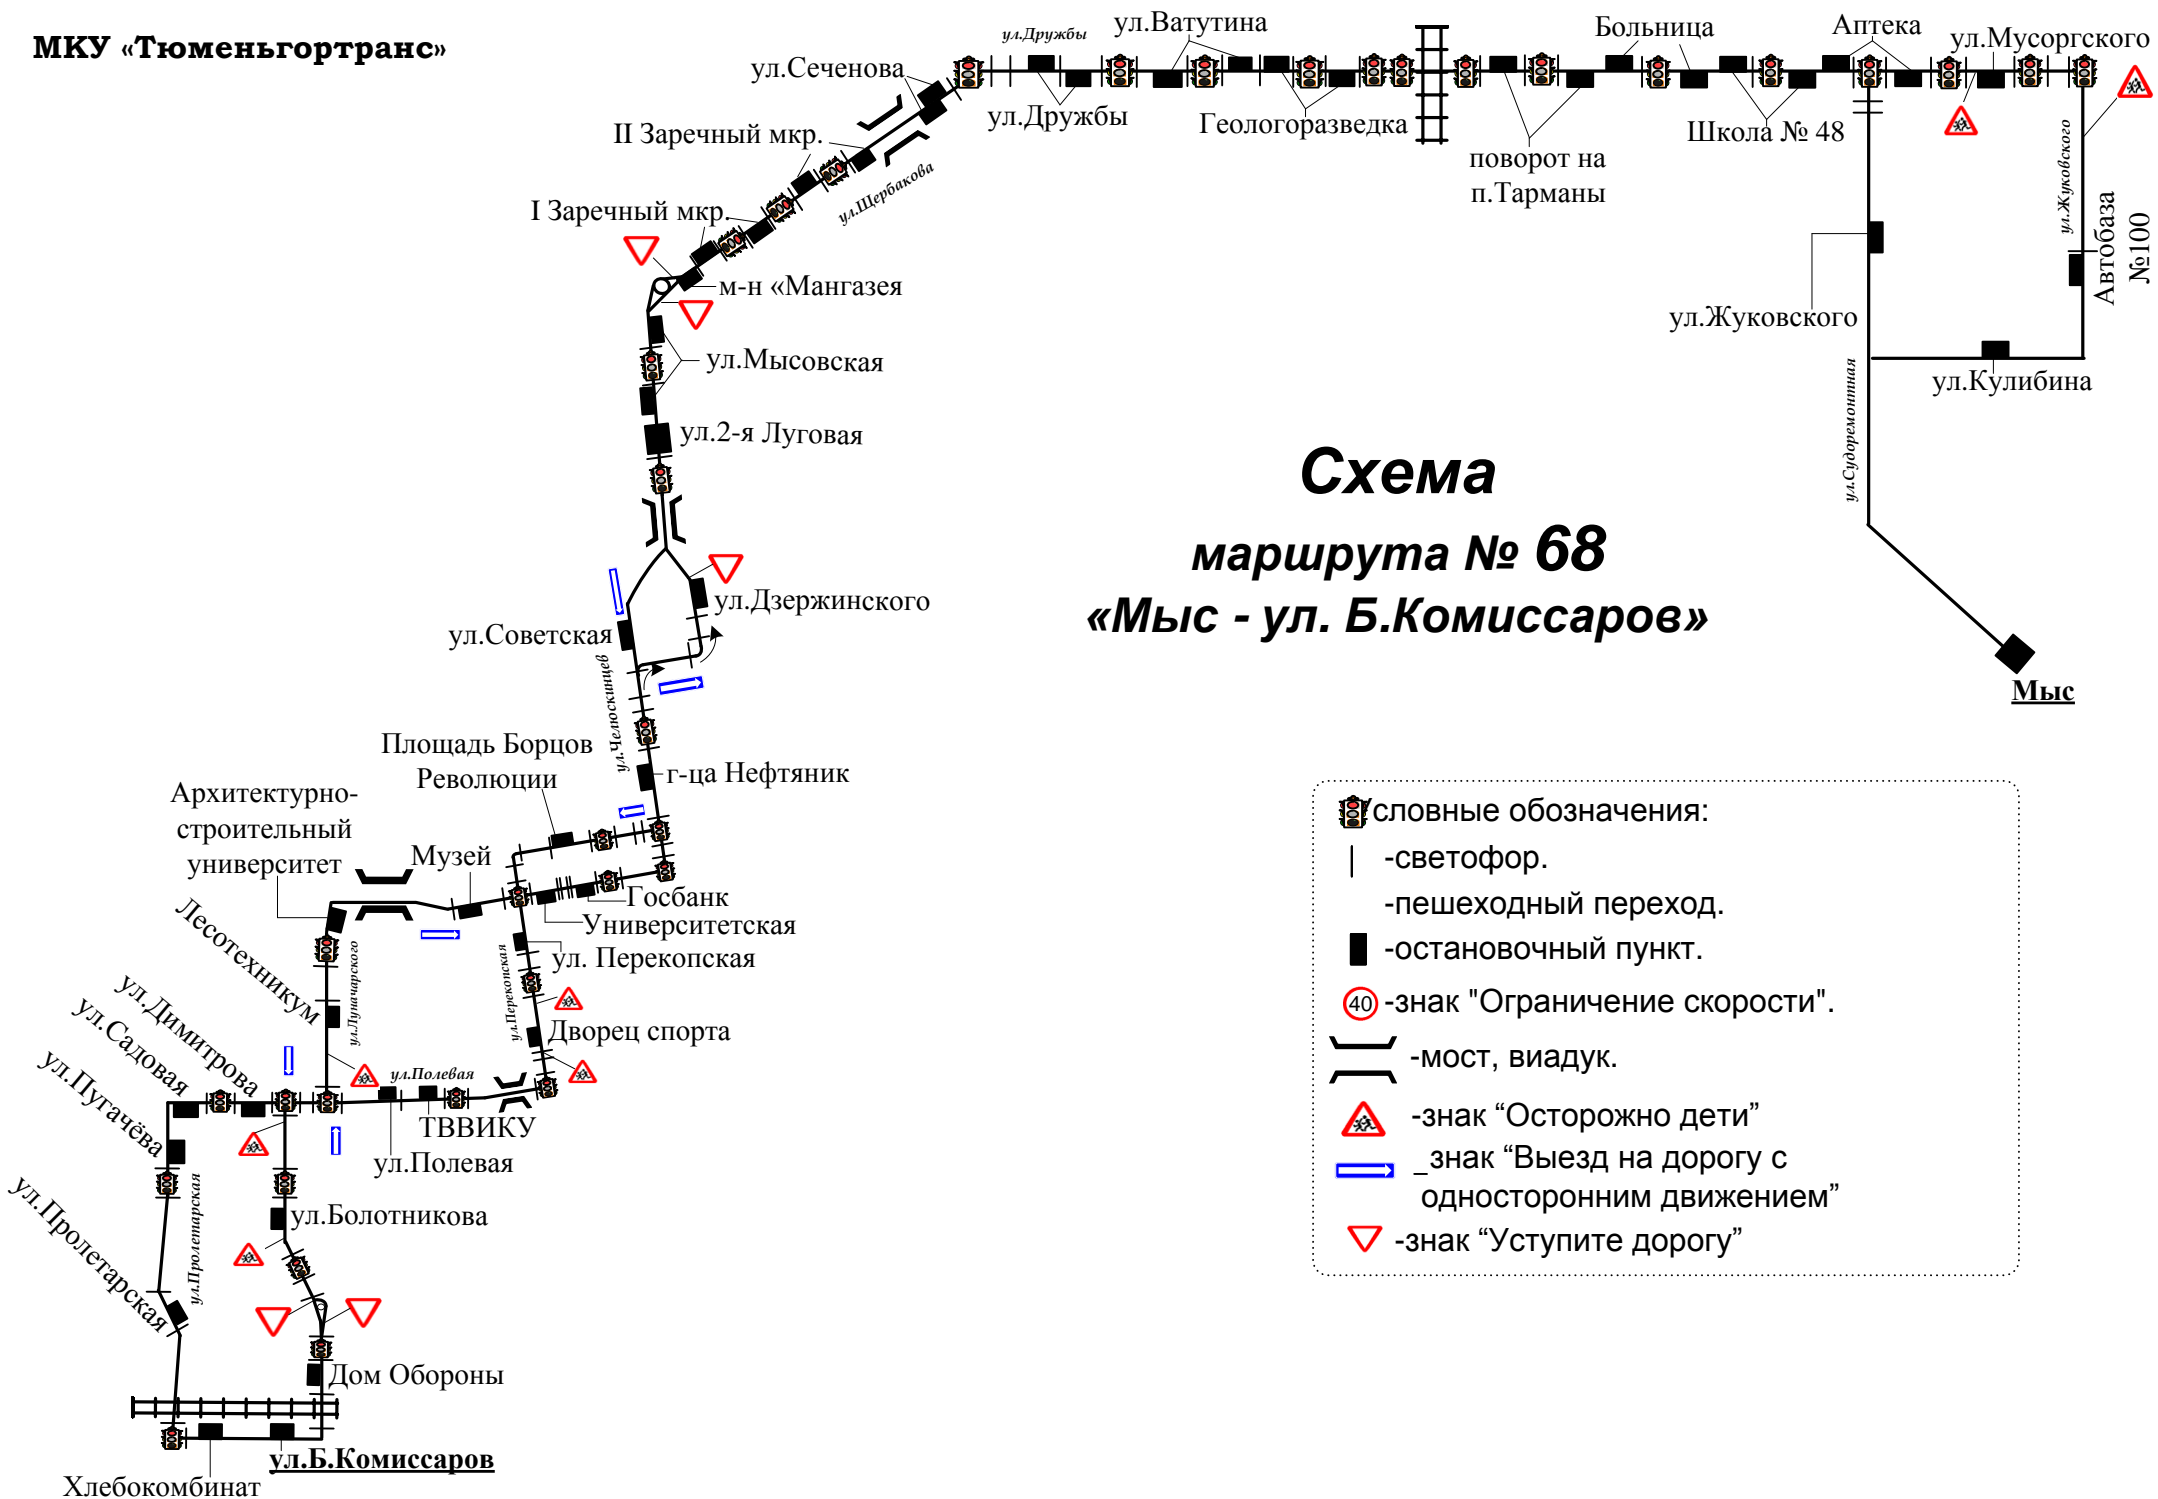 МКУ «Тюменьгортранс»
ул.Сеченова
ул.Дружбы
ул.Ватутина
Больница
Аптека
ул.Мусоргского
II Заречный мкр.
ул.Дружбы
Геологоразведка
поворот на
п.Тарманы
Школа № 48
ул.Щербакова
ул.Жуковского
Автобаза
№100
I Заречный мкр.
м-н «Мангазея
ул.Жуковского
ул.Мысовская
ул.Кулибина
ул.2-я Луговая
ул.Судоремонтная
Схема
маршрута № 68
«Мыс - ул. Б.Комиссаров»
ул.Дзержинского
ул.Советская
ул.Челюскинцев
Мыс
Площадь Борцов
Революции
г-ца Нефтяник
Архитектурно-
строительный
университет
Музей
Госбанк
Университетская
ул. Перекопская
ул.Перекопская
Дворец спорта
Лесотехникум
ул.Луначарского
ул.Димитрова
ул.Садовая
ул.Пугачёва
ул.Полевая
ТВВИКУ
ул.Полевая
ул.Пролетарская
ул.Пролетарская
ул.Болотникова
Дом Обороны
ул.Б.Комиссаров
Хлебокомбинат
словные обозначения:
-светофор.
-пешеходный переход.
-остановочный пункт.
40 -знак "Ограничение скорости".
-мост, виадук.
-знак “Осторожно дети”
_знак “Выезд на дорогу с
односторонним движением”
-знак “Уступите дорогу”